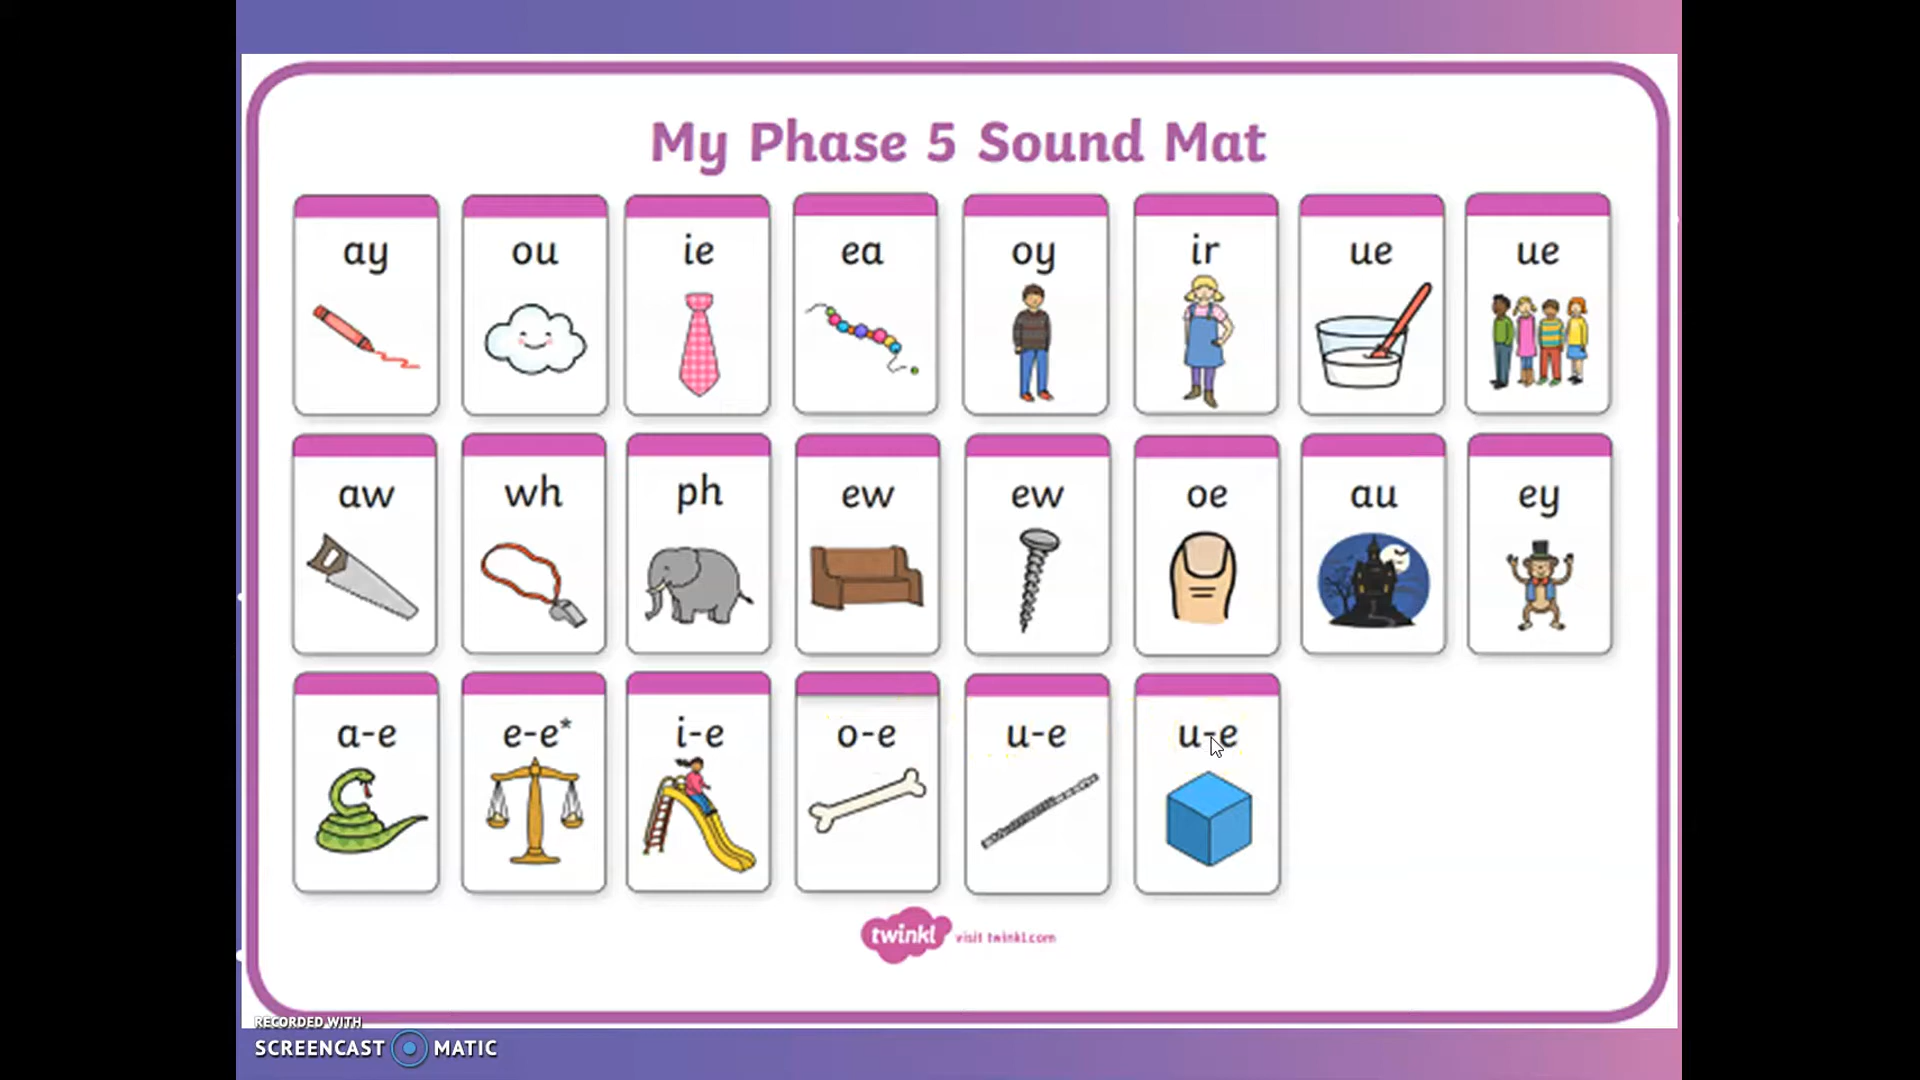 My Phase 5 Sound Mat
ay ou ie ea oy ir ue ue
aw wh ph ew ew oe au ey
a-e e-e* i-e o-e u-e u-e
twinkl visit twinkl.com
RECORDED WITH
SCREENCAST MATIC